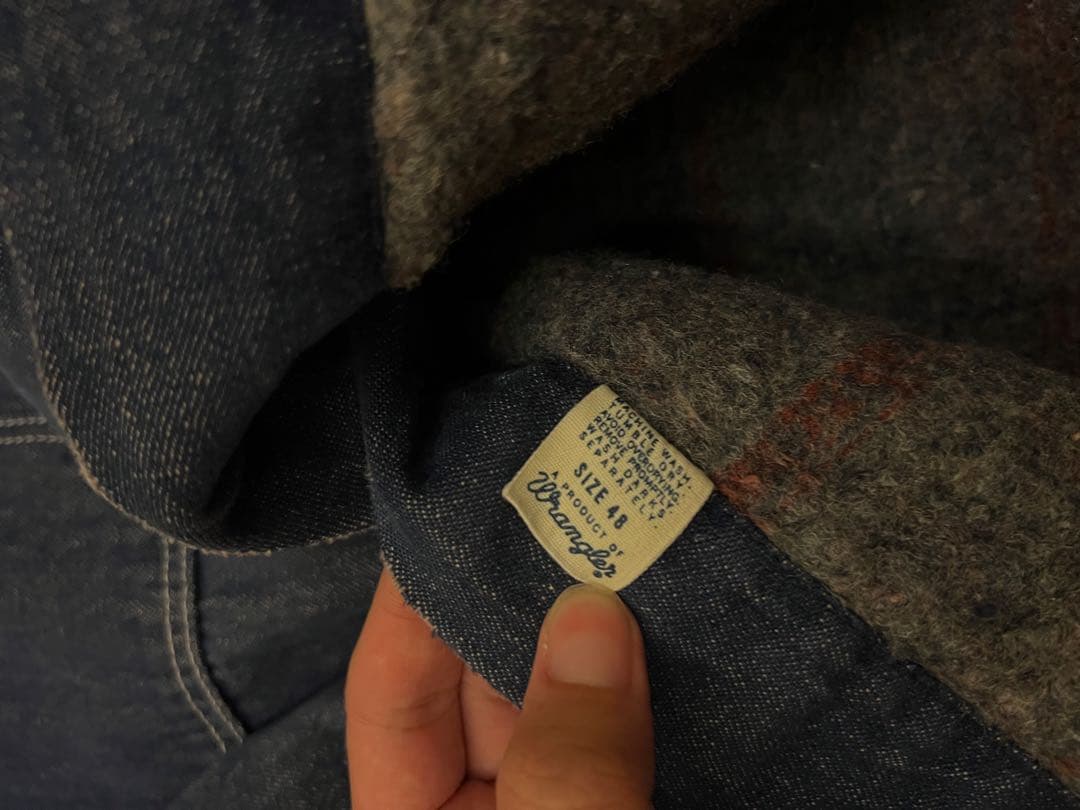 MACHINE WASH,
TUMBLE DRY,
AVOID OVERDRYING,
REMOVE PROMPTLY
WASH DARKS
SEPARATELY
SIZE 48
A PRODUCT OF
Wrangler